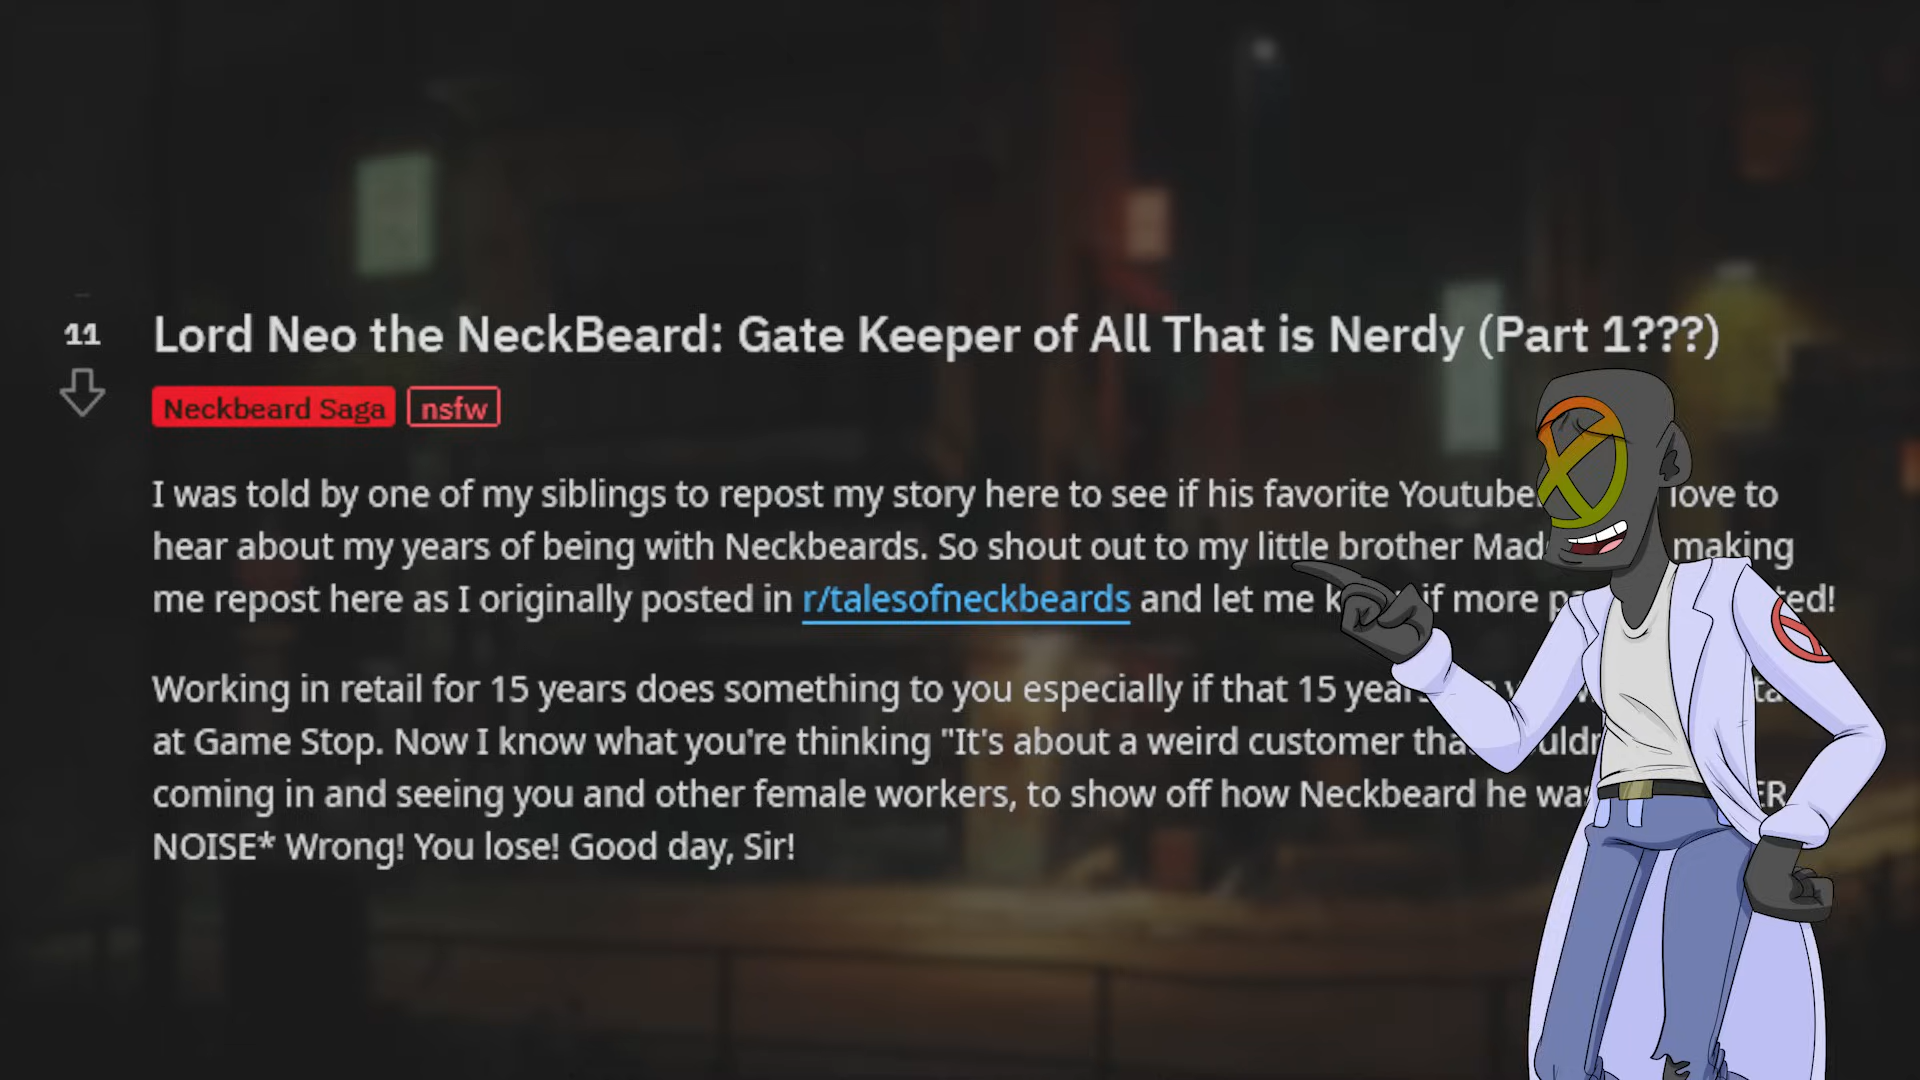 Lord Neo the NeckBeard: Gate Keeper of All That is Nerdy (Part 1???)
11
Neckbeard Saga nsfw
I was told by one of my siblings to repost my story here to see if his favorite Youtube love to
hear about my years of being with Neckbeards. So shout out to my little brother Mad making
me repost here as I originally posted in r/talesofneckbeards and let me if more
Working in retail for 15 years does something to you especially if that 15
at Game Stop. Now I know what you're thinking "It's about a weird customer
coming in and seeing you and other female workers, to show off how Neckbeard he was
NOISE* Wrong! You lose! Good day, Sir!